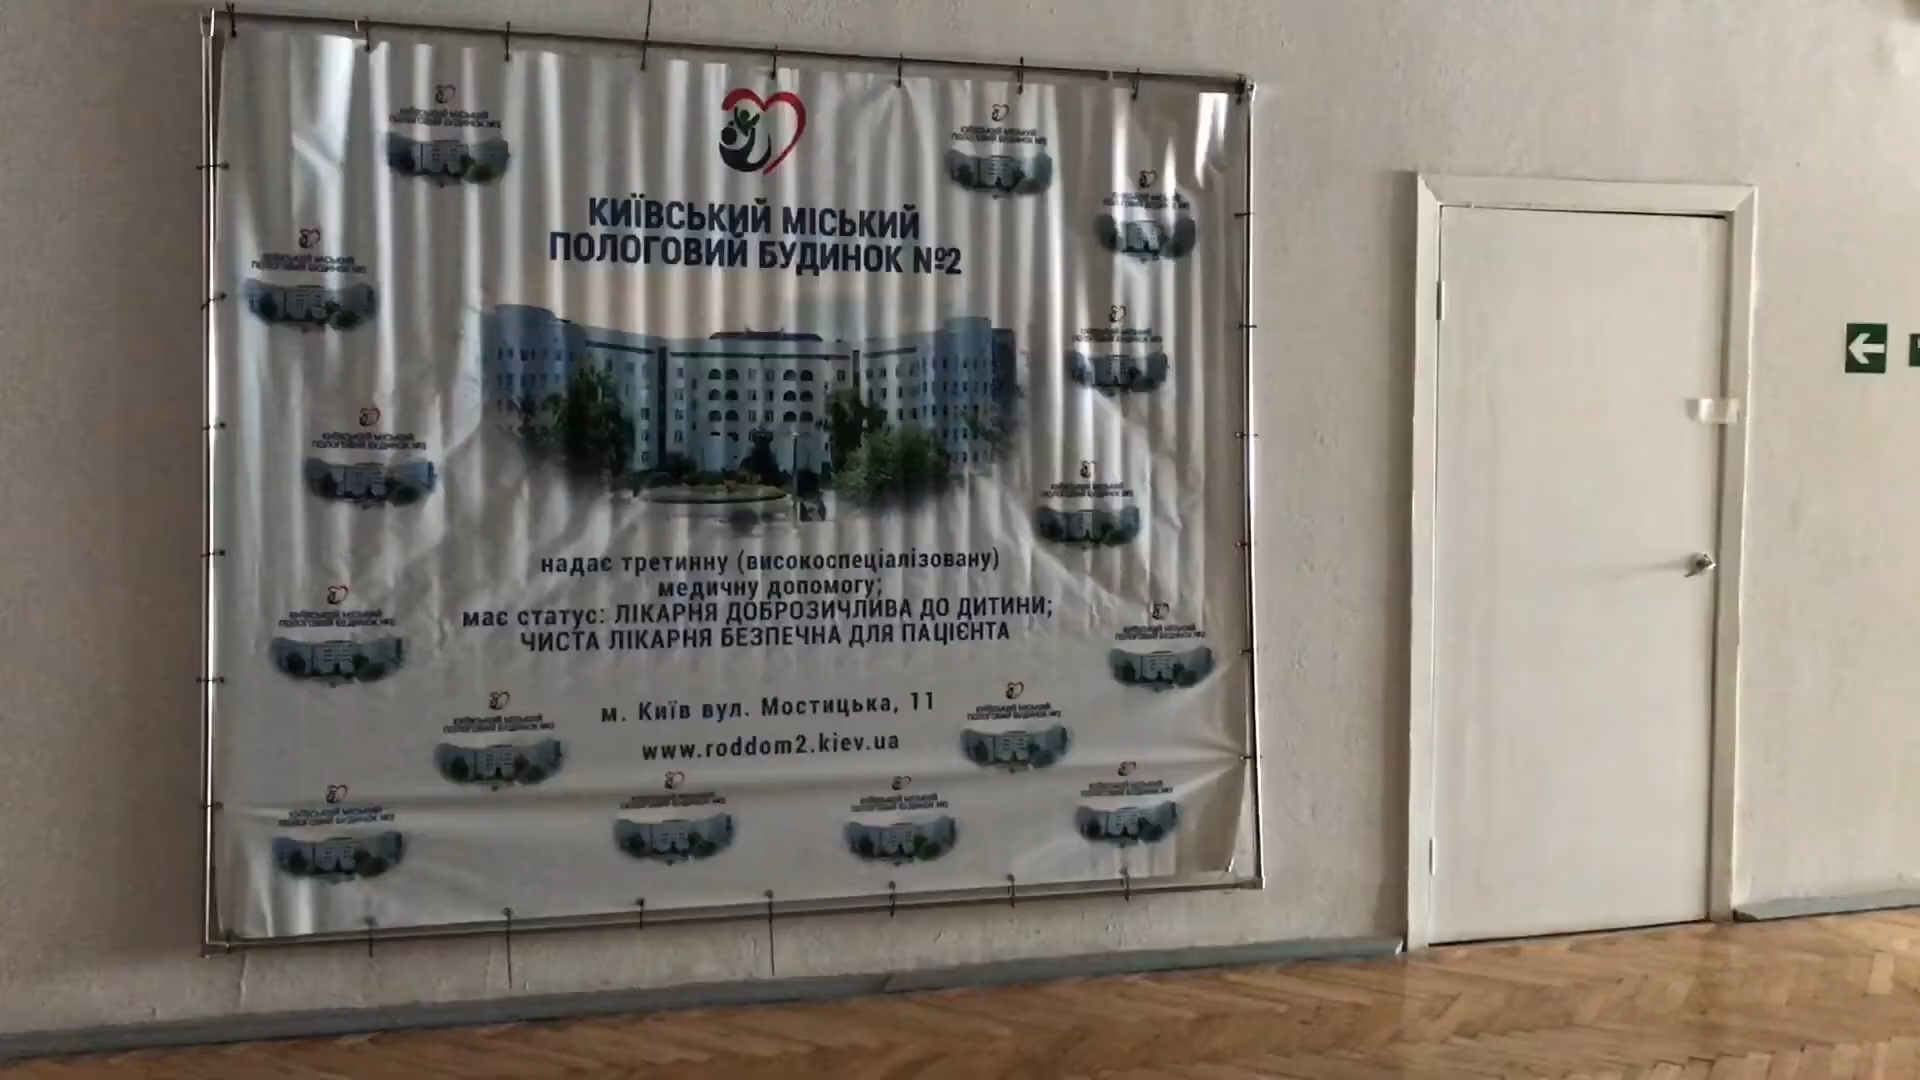 КИЇВСЬКИЙ МІСЬКИЙ
ПОЛОГОВИЙ БУДИНОК №2
надає третинну (високоспеціалізовану)
медичну допомогу;
має статус: ЛІКАРНЯ ДОБРОЗИЧЛИВА ДО ДИТИНИ;
ЧИСТА ЛІКАРНЯ БЕЗПЕЧНА ДЛЯ ПАЦІЄНТА
м. Київ вул. Мостицька, 11
www.roddom2.kiev.ua